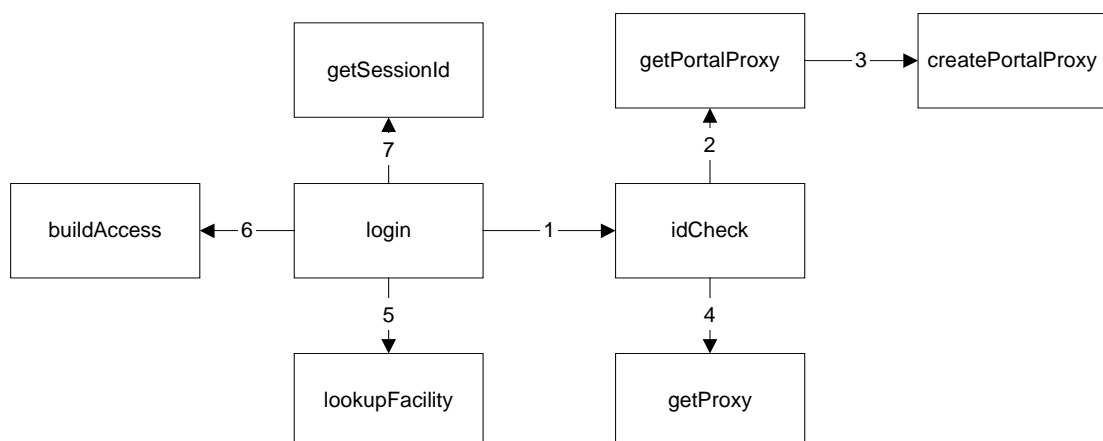 getSessionId
getPortalProxy
3
createPortalProxy
7
2
buildAccess
6
login
1
idCheck
5
4
lookupFacility
getProxy